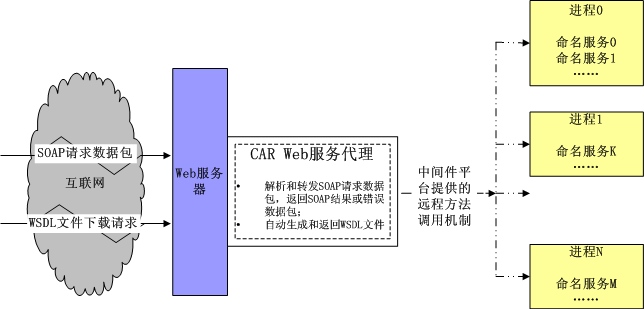 SOAP请求数据包
互联网
WSDL文件下载请求
Web服务
器
CAR Web服务代理
• 解析和转发SOAP请求数据
包，返回SOAP结果或错误
数据包；
• 自动生成和返回WSDL文件
中间件平
台提供的
远程方法
调用机制
进程0
命名服务0
命名服务1
……
进程1
命名服务K
……
进程N
命名服务M
……